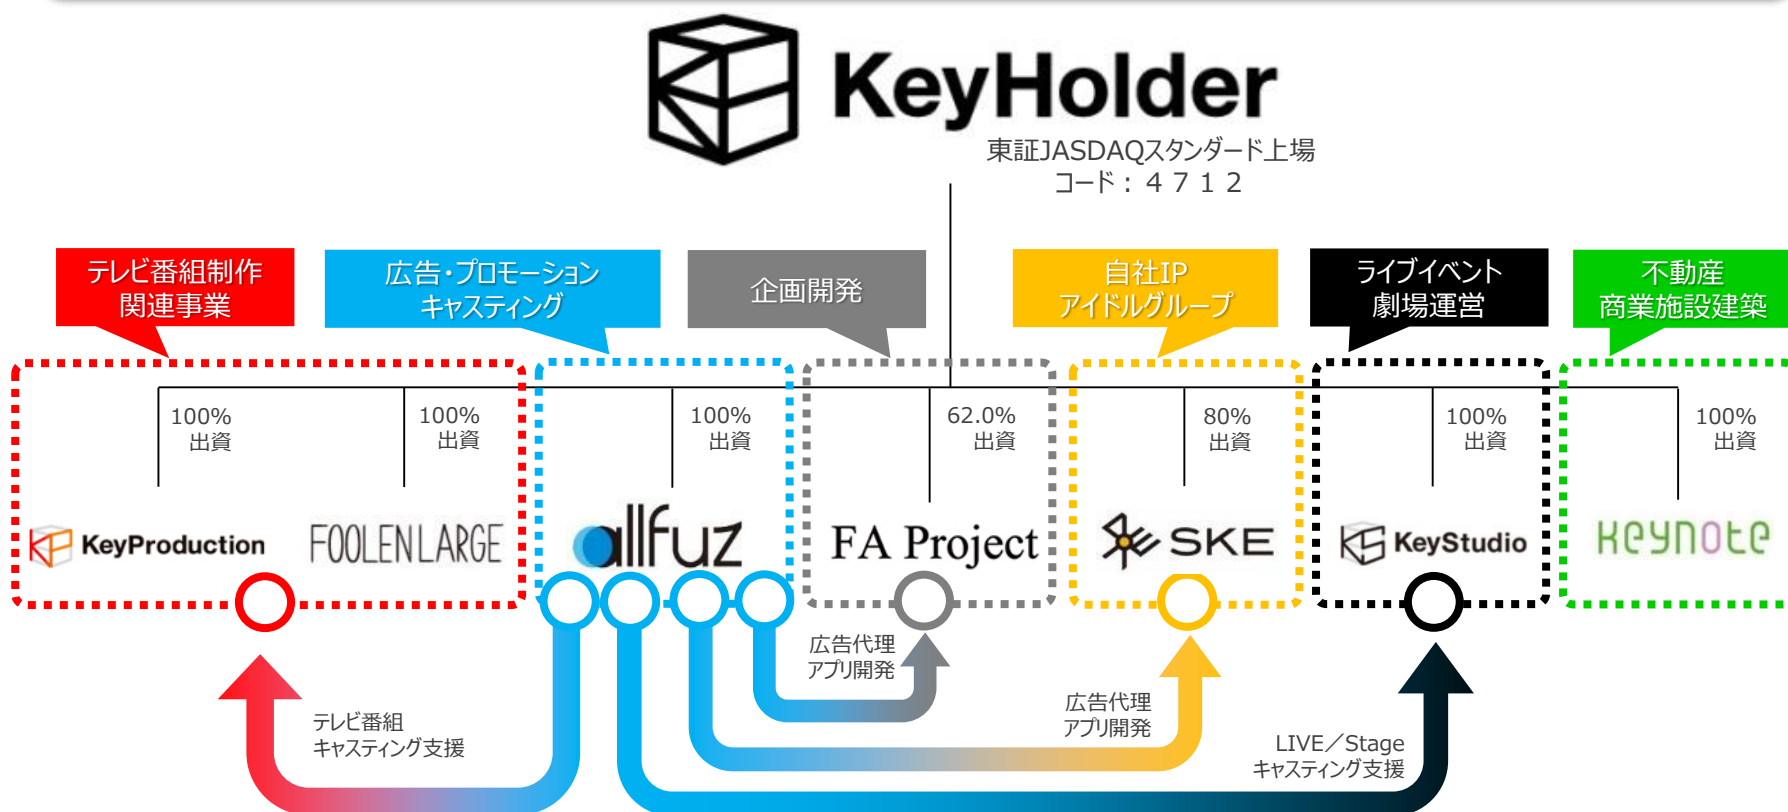 KeyHolder
東証JASDAQスタンダード上場
コード：４７１２
テレビ番組制作
関連事業
広告・プロモーション
キャスティング
企画開発
自社IP
アイドルグループ
ライブイベント
劇場運営
不動産
商業施設建築
100%
出資
100%
出資
100%
出資
62.0%
出資
80%
出資
100%
出資
100%
出資
KeyProduction
FOOLENLARGE
allfuz
FA Project
SKE
KeyStudio
keynote
広告代理
アプリ開発
テレビ番組
キャスティング支援
広告代理
アプリ開発
LIVE／Stage
キャスティング支援